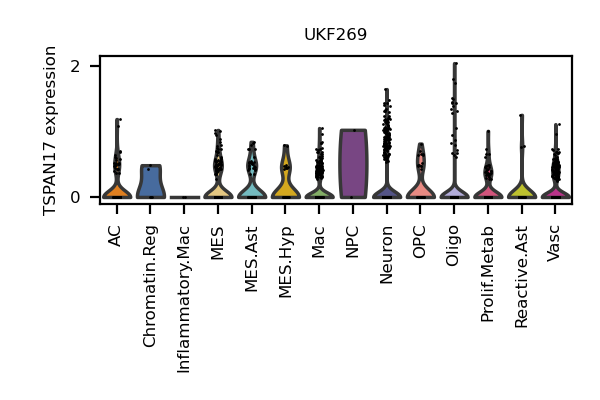 UKF269
TSPAN17 expression
2
0
AC
Chromatin.Reg
Inflammatory.Mac
MES
MES.Ast
MES.Hyp
Mac
NPC
Neuron
OPC
Oligo
Prolif.Metab
Reactive.Ast
Vasc